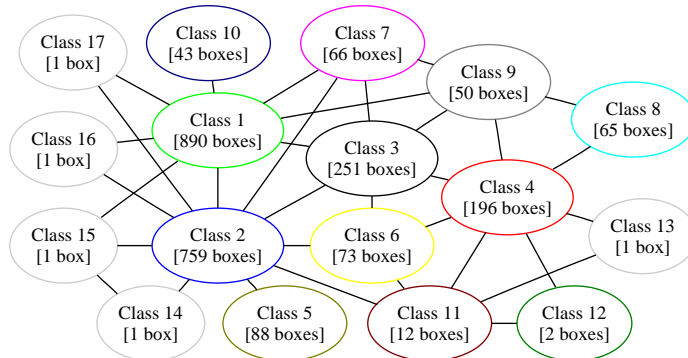 Class 17
[1 box]
Class 10
[43 boxes]
Class 7
[66 boxes]
Class 9
[50 boxes]
Class 8
[65 boxes]
Class 1
[890 boxes]
Class 16
[1 box]
Class 3
[251 boxes]
Class 4
[196 boxes]
Class 13
[1 box]
Class 15
[1 box]
Class 2
[759 boxes]
Class 6
[73 boxes]
Class 14
[1 box]
Class 5
[88 boxes]
Class 11
[12 boxes]
Class 12
[2 boxes]